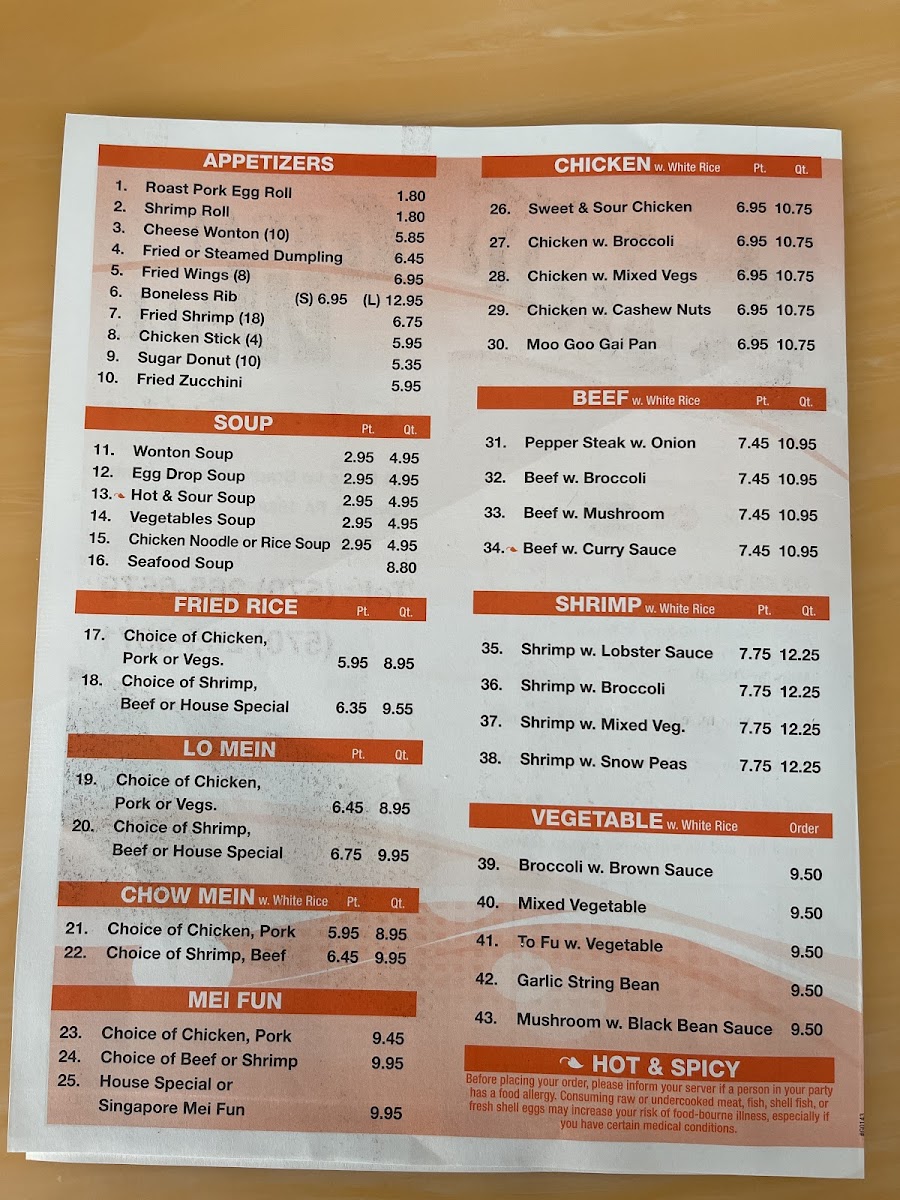 APPETIZERS
1. Roast Pork Egg Roll 1.80
2. Shrimp Roll 1.80
3. Cheese Wonton (10) 5.85
4. Fried or Steamed Dumpling 6.45
5. Fried Wings (8) 6.95
6. Boneless Rib (S) 6.95 (L) 12.95
7. Fried Shrimp (18) 6.75
8. Chicken Stick (4) 5.95
9. Sugar Donut (10) 5.35
10. Fried Zucchini 5.95
SOUP Pt. Qt.
11. Wonton Soup 2.95 4.95
12. Egg Drop Soup 2.95 4.95
13. Hot & Sour Soup 2.95 4.95
14. Vegetables Soup 2.95 4.95
15. Chicken Noodle or Rice Soup 2.95 4.95
16. Seafood Soup 8.80
FRIED RICE Pt. Qt.
17. Choice of Chicken,
Pork or Vegs. 5.95 8.95
18. Choice of Shrimp,
Beef or House Special 6.35 9.55
LO MEIN Pt. Qt.
19. Choice of Chicken,
Pork or Vegs. 6.45 8.95
20. Choice of Shrimp,
Beef or House Special 6.75 9.95
CHOW MEIN w. White Rice Pt. Qt.
21. Choice of Chicken, Pork 5.95 8.95
22. Choice of Shrimp, Beef 6.45 9.95
MEI FUN
23. Choice of Chicken, Pork 9.45
24. Choice of Beef or Shrimp 9.95
25. House Special or
Singapore Mei Fun 9.95
CHICKEN w. White Rice Pt. Qt.
26. Sweet & Sour Chicken 6.95 10.75
27. Chicken w. Broccoli 6.95 10.75
28. Chicken w. Mixed Vegs 6.95 10.75
29. Chicken w. Cashew Nuts 6.95 10.75
30. Moo Goo Gai Pan 6.95 10.75
BEEF w. White Rice Pt. Qt.
31. Pepper Steak w. Onion 7.45 10.95
32. Beef w. Broccoli 7.45 10.95
33. Beef w. Mushroom 7.45 10.95
34. Beef w. Curry Sauce 7.45 10.95
SHRIMP w. White Rice Pt. Qt.
35. Shrimp w. Lobster Sauce 7.75 12.25
36. Shrimp w. Broccoli 7.75 12.25
37. Shrimp w. Mixed Veg. 7.75 12.25
38. Shrimp w. Snow Peas 7.75 12.25
VEGETABLE w. White Rice Order
39. Broccoli w. Brown Sauce 9.50
40. Mixed Vegetable 9.50
41. To Fu w. Vegetable 9.50
42. Garlic String Bean 9.50
43. Mushroom w. Black Bean Sauce 9.50
HOT & SPICY
Before placing your order, please inform your server if a person in your party
has a food allergy. Consuming raw or undercooked meat, fish, shell fish, or
fresh shell eggs may increase your risk of food-bourne illness, especially if
you have certain medical conditions.